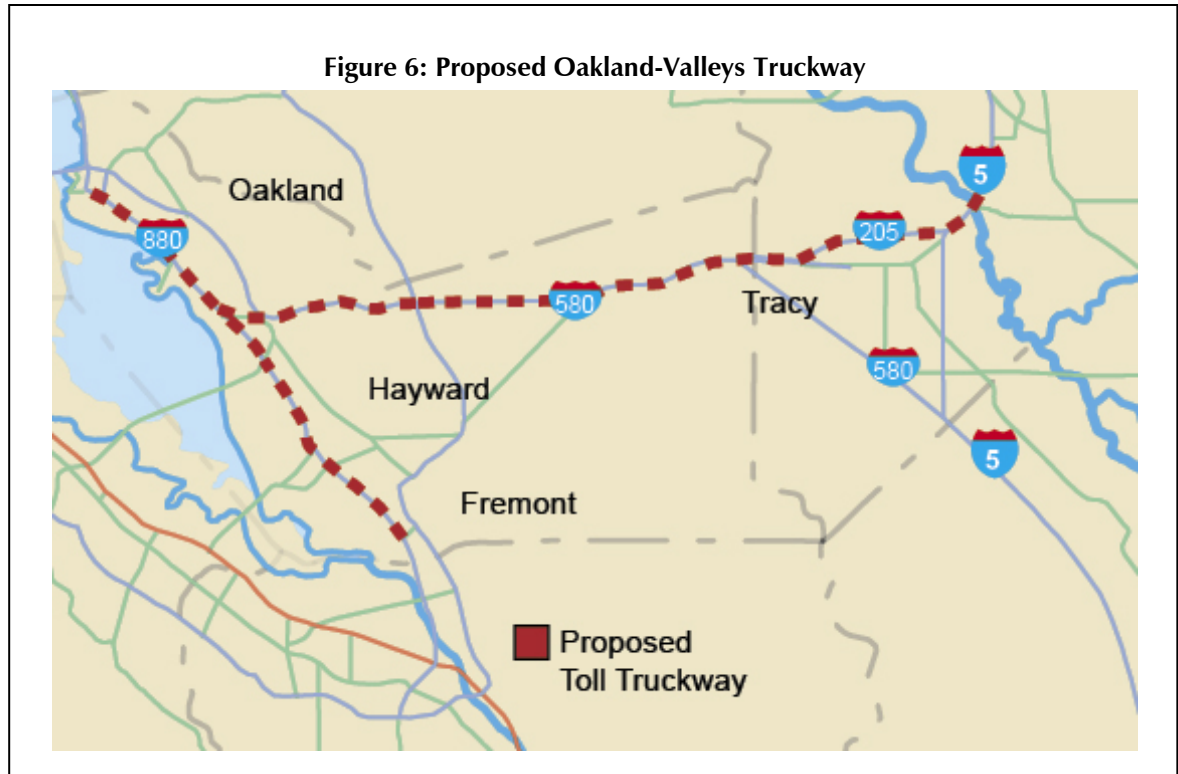 Figure 6: Proposed Oakland-Valleys Truckway
5
Oakland
880
205
580
Tracy
580
Hayward
5
Fremont
Proposed
Toll Truckway